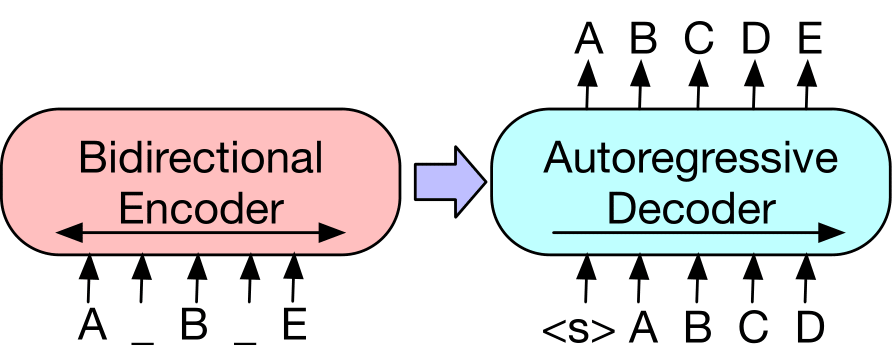 A B C D E
Bidirectional
Encoder
Autoregressive
Decoder
A _ B _ E
<s> A B C D